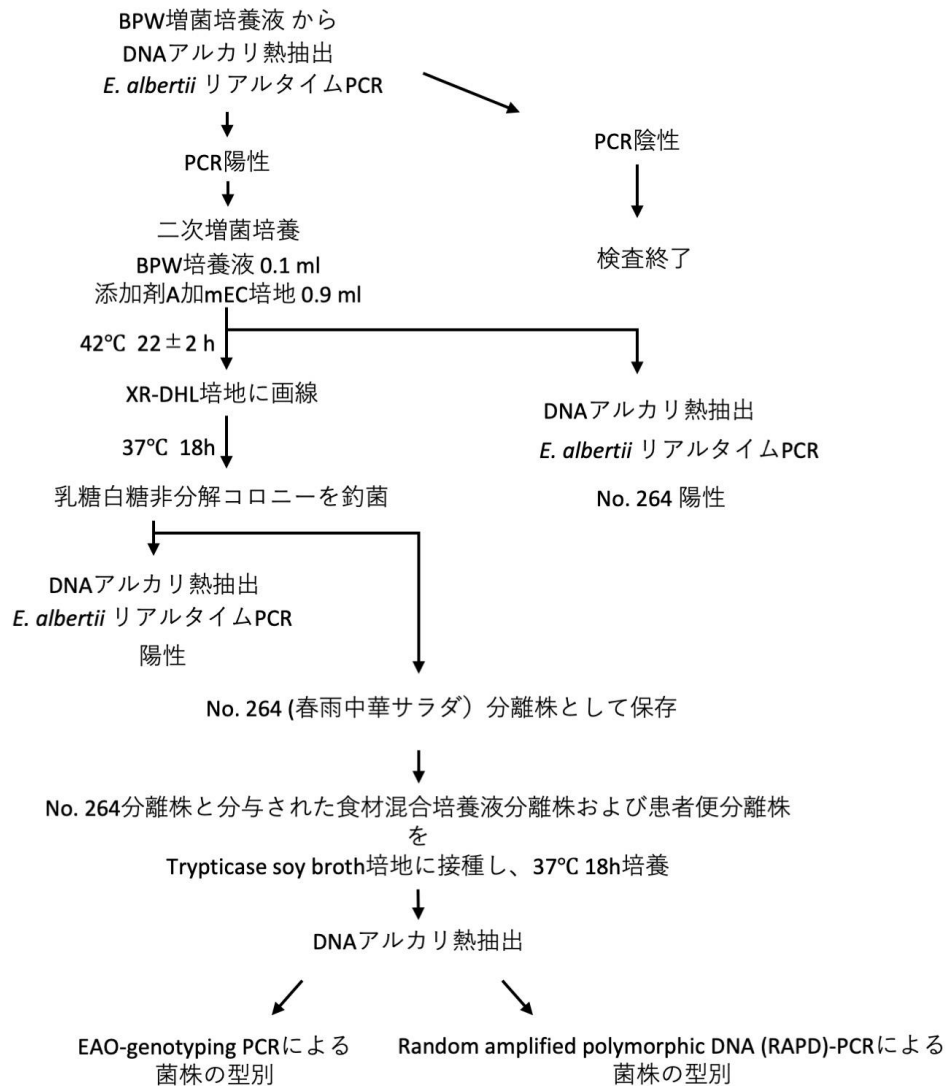 BPW増菌培養液 から
DNAアルカリ熱抽出
E. albertii リアルタイムPCR
PCR陽性
PCR陰性
二次増菌培養
BPW培養液 0.1 ml
添加剤A加mEC培地 0.9 ml
検査終了
42℃ 22±2 h
XR-DHL培地に画線
37℃ 18h
DNAアルカリ熱抽出
E. albertii リアルタイムPCR
No. 264 陽性
乳糖白糖非分解コロニーを釣菌
DNAアルカリ熱抽出
E. albertii リアルタイムPCR
陽性
No. 264 (春雨中華サラダ）分離株として保存
No. 264分離株と分与された食材混合培養液分離株および患者便分離株
を
Trypticase soy broth培地に接種し、37℃ 18h培養
DNAアルカリ熱抽出
EAO-genotyping PCRによる
菌株の型別
Random amplified polymorphic DNA (RAPD)-PCRによる
菌株の型別